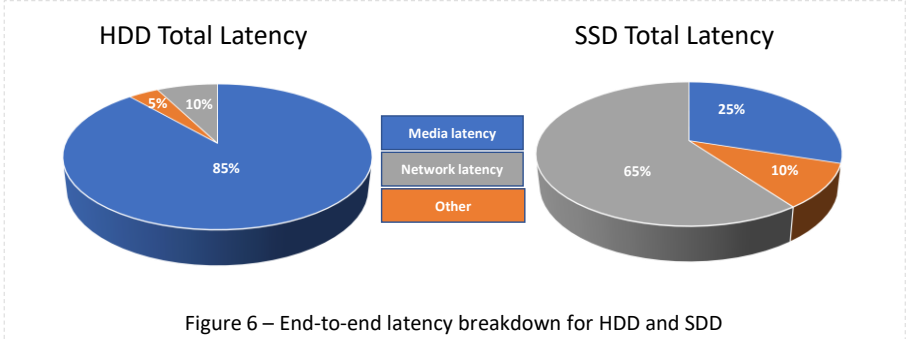 HDD Total Latency
SSD Total Latency
5%
10%
85%
Media latency
Network latency
Other
25%
65%
10%
Figure 6 – End-to-end latency breakdown for HDD and SDD